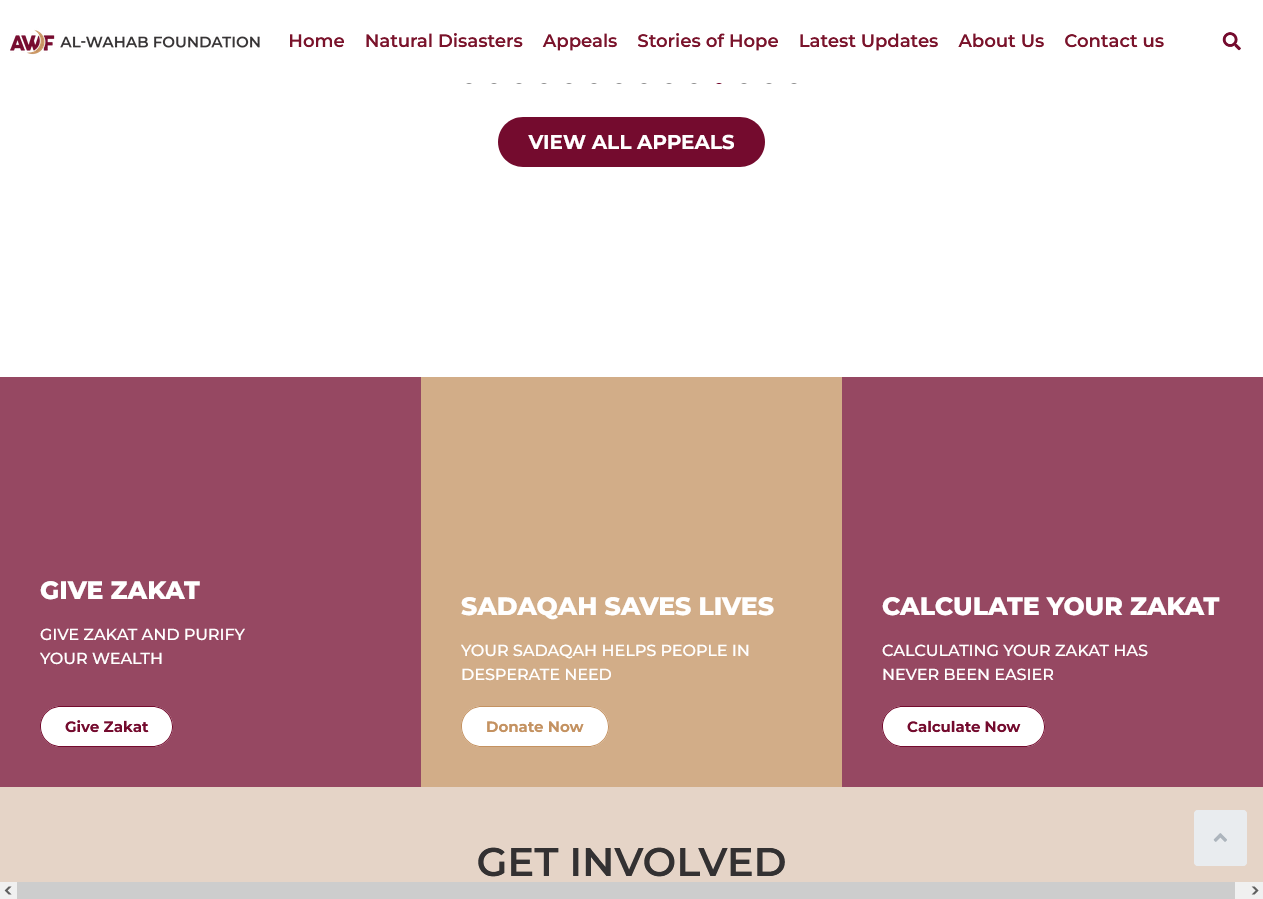 AWF AL-WAHAB FOUNDATION Home Natural Disasters Appeals Stories of Hope Latest Updates About Us Contact us
VIEW ALL APPEALS
GIVE ZAKAT
GIVE ZAKAT AND PURIFY
YOUR WEALTH
Give Zakat
SADAQAH SAVES LIVES
YOUR SADAQAH HELPS PEOPLE IN
DESPERATE NEED
Donate Now
CALCULATE YOUR ZAKAT
CALCULATING YOUR ZAKAT HAS
NEVER BEEN EASIER
Calculate Now
GET INVOLVED